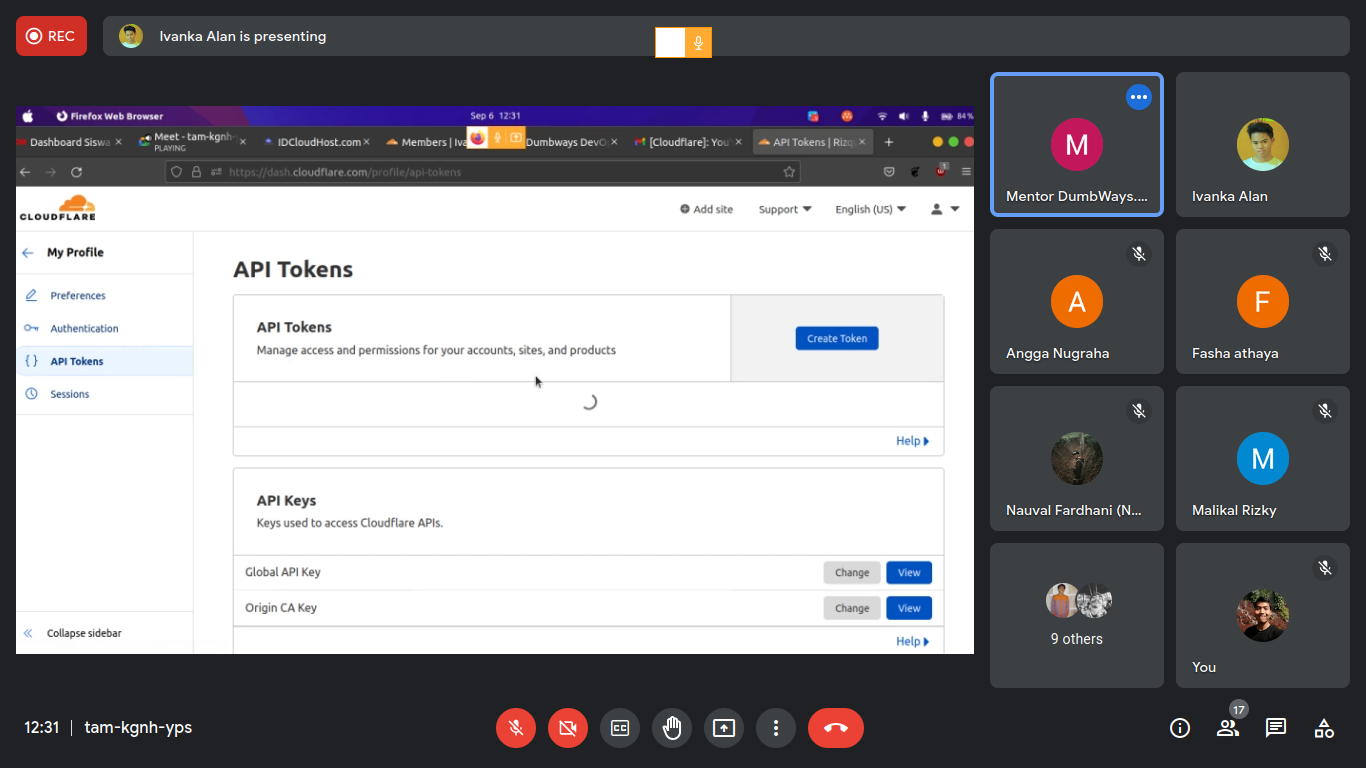 REC
Ivanka Alan is presenting
Firefox Web Browser
Sep 6 12:31
84%
Dashboard Siswa
Meet - tam-kgnh-
PLAYING
IDCloudHost.com
Members | Iva
Dumbways DevO
[Cloudflare]: You'
API Tokens | Rizq
https://dash.cloudflare.com/profile/api-tokens
CLOUDFLARE
Add site
Support
English (US)
My Profile
Preferences
Authentication
API Tokens
Sessions
Collapse sidebar
API Tokens
API Tokens
Manage access and permissions for your accounts, sites, and products
Create Token
Help
API Keys
Keys used to access Cloudflare APIs.
Global API Key
Change
View
Origin CA Key
Change
View
Help
M
Mentor DumbWays....
Ivanka Alan
A
Angga Nugraha
F
Fasha athaya
Nauval Fardhani (N...
M
Malikal Rizky
9 others
You
12:31 | tam-kgnh-yps
17